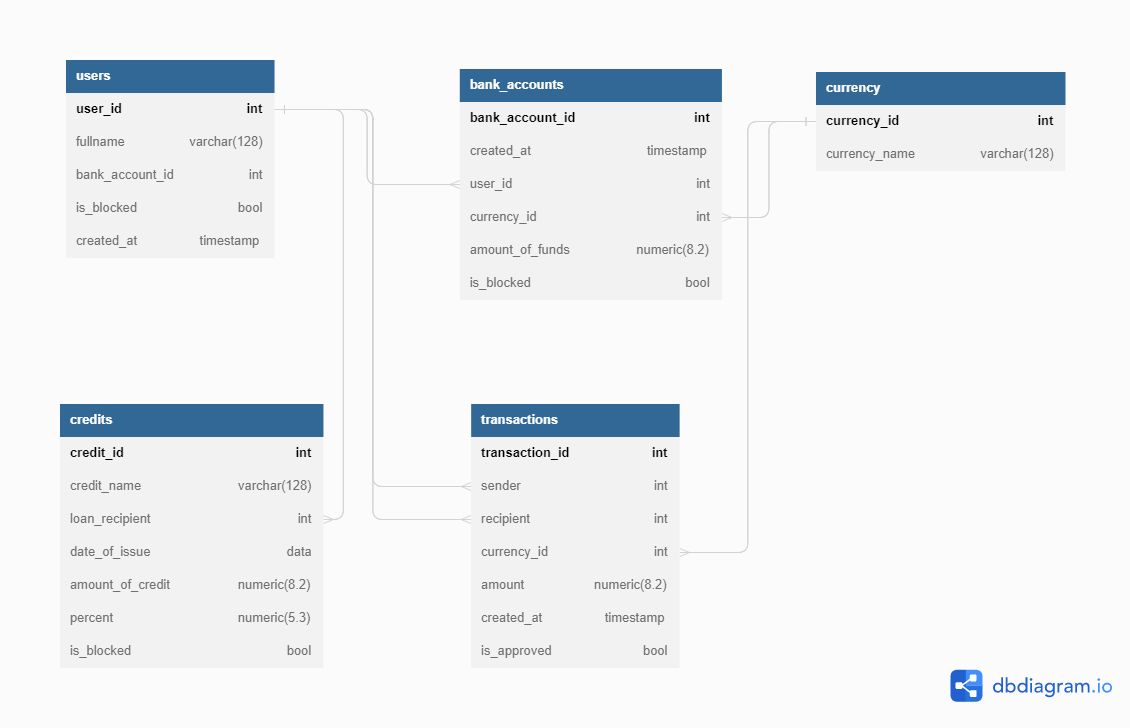 users
user_id int
fullname varchar(128)
bank_account_id int
is_blocked bool
created_at timestamp
bank_accounts
bank_account_id int
created_at timestamp
user_id int
currency_id int
amount_of_funds numeric(8.2)
is_blocked bool
currency
currency_id int
currency_name varchar(128)
credits
credit_id int
credit_name varchar(128)
loan_recipient int
date_of_issue data
amount_of_credit numeric(8.2)
percent numeric(5.3)
is_blocked bool
transactions
transaction_id int
sender int
recipient int
currency_id int
amount numeric(8.2)
created_at timestamp
is_approved bool
dbdiagram.io